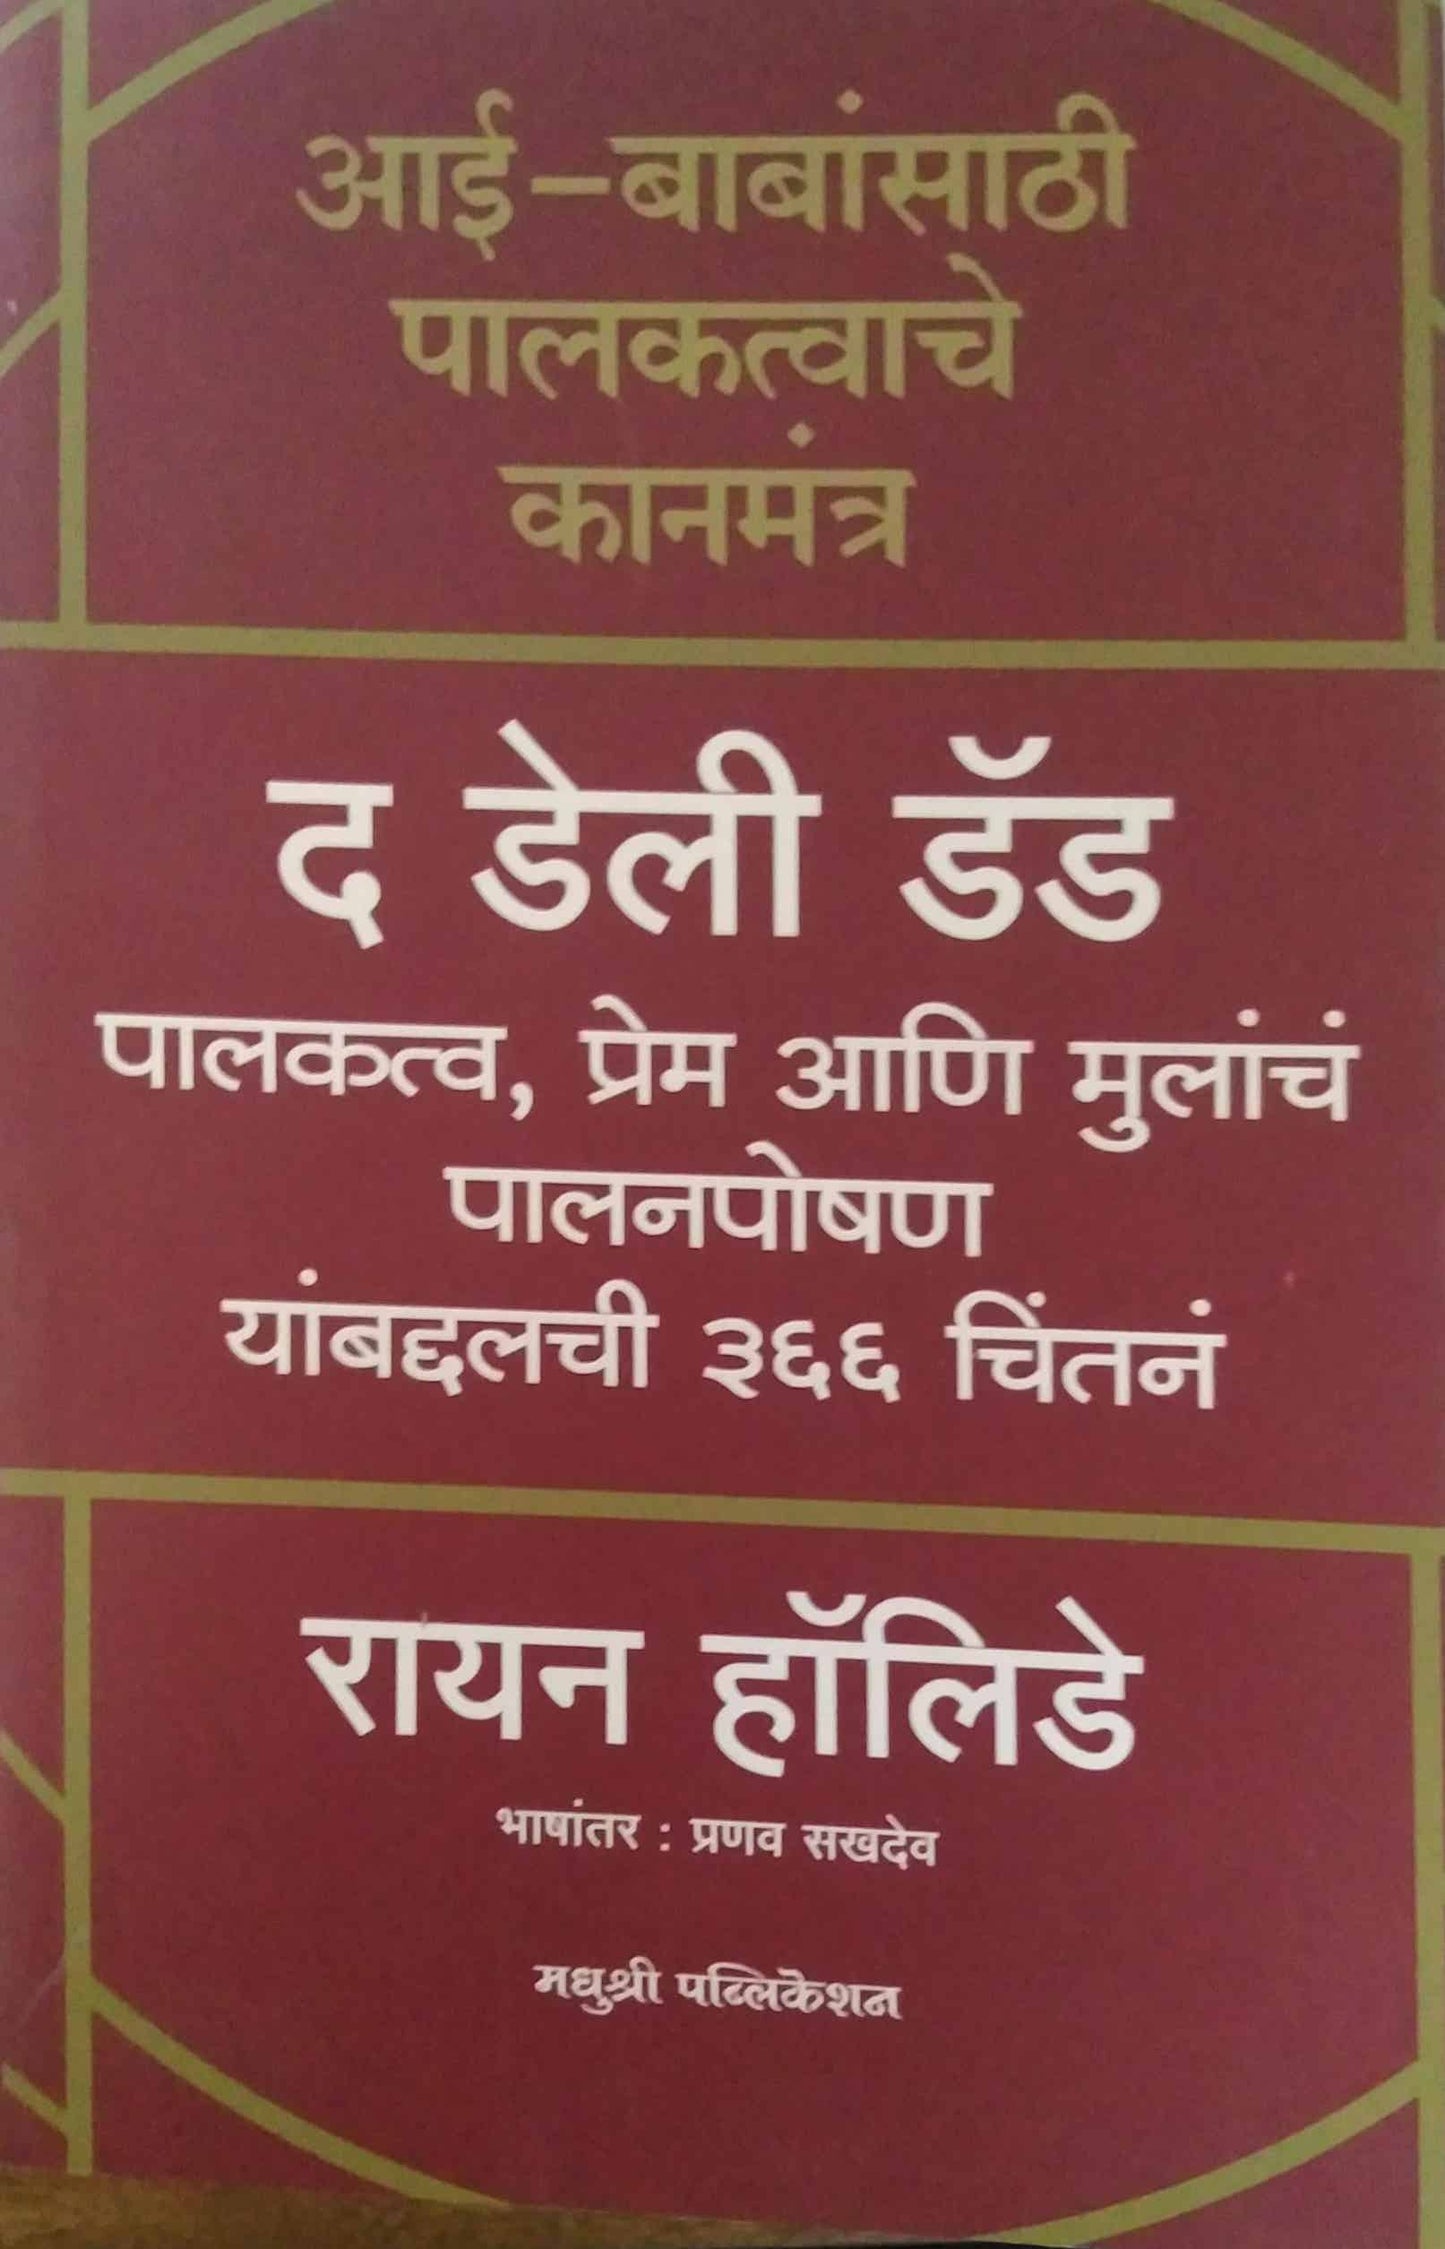 आई–बाबांसाठी
पालकत्वाचे
कानमंत्र
द डेली डॅड
पालकत्व, प्रेम आणि मुलांचं
पालनपोषण
यांबद्दलची ३६६ चिंतनं
रायन हॉलिडे
भाषांतर : प्रणव सखदेव
मधुश्री पब्लिकेशन